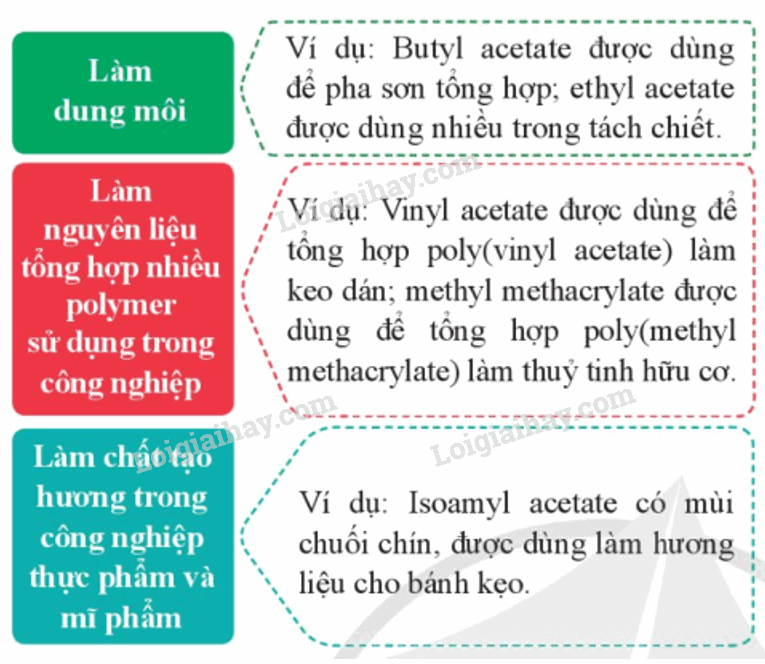 Làm
dung môi
Ví dụ: Butyl acetate được dùng
để pha sơn tổng hợp; ethyl acetate
được dùng nhiều trong tách chiết.
Làm
nguyên liệu
tổng hợp nhiều
polymer
sử dụng trong
công nghiệp
Loigiaihay.com
Ví dụ: Vinyl acetate được dùng để
tổng hợp poly(vinyl acetate) làm
keo dán; methyl methacrylate được
dùng để tổng hợp poly(methyl
methacrylate) làm thuỷ tinh hữu cơ.
Loigiaihay.com
Loigiaihay.com
Làm chất tạo
hương trong
công nghiệp
thực phẩm và
mĩ phẩm
Ví dụ: Isoamyl acetate có mùi
chuối chín, được dùng làm hương
liệu cho bánh kẹo.